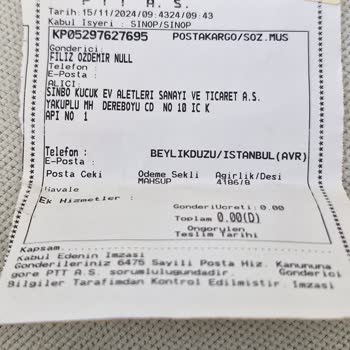 PTT A.S.
Tarih:15/11/2024/09:4324/09:43
Kabul Isyeri : SINOP/SINOP
KP05297627695 POSTAKARGO/SOZ.MUS
Gonderici:
FILIZ OZDEMIR NULL
Telefon :
E-Posta :
ALICI:
SINBO KUCUK EV ALETLERI SANAYI VE TICARET A.S.
YAKUPLU MH DEREBOYU CD NO 10 IC K
API NO 1
Telefon : BEYLIKDUZU/ISTANBUL(AVR)
E-Posta :
Posta Ceki Odeme Sekli Agirlik/Desi
MAHSUP 4186/8
Havale
Ek Hizmetler : GonderiUcreti: 0.00
Toplam 0.00(D)
Ongorulen
Teslim Tarihi
Kapsam
Kabul Edenin Imzasi
Gonderileriniz 6475 Sayili Posta Hiz. Kanununa
gore PTT A.S. sorumlulugundadir. Gonderici
Bilgiler Tarafimdan Kontrol Edilmistir. Imzasi